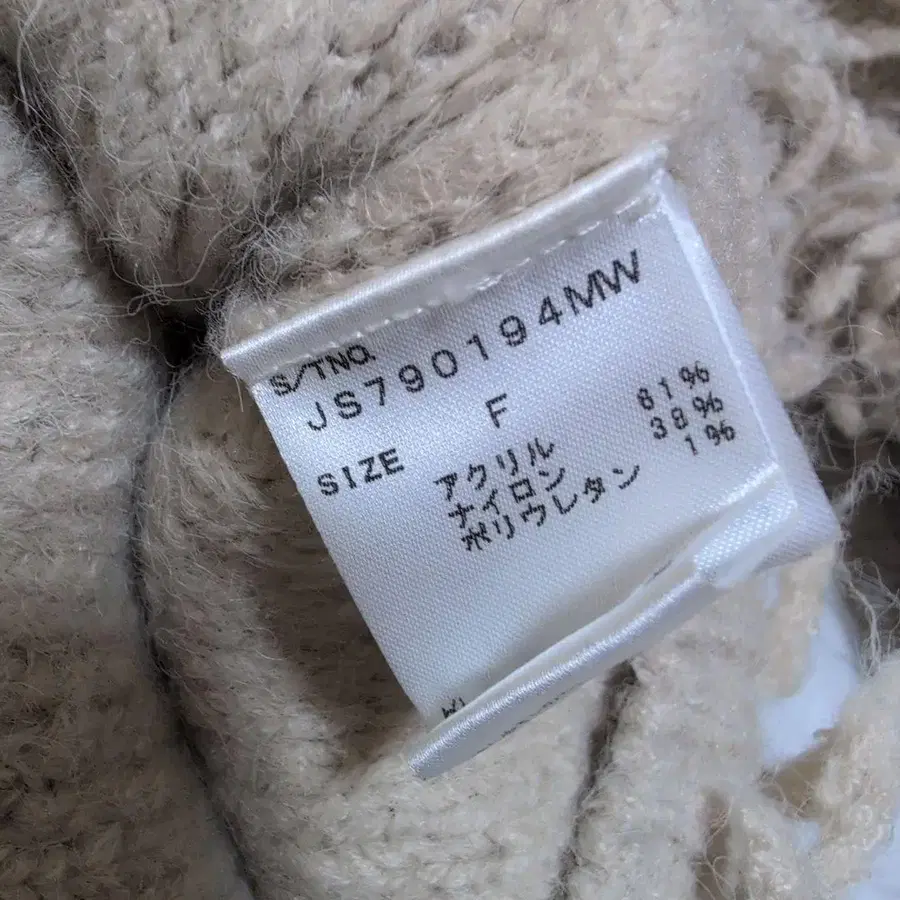 S/TNO.
JS790194MW
SIZE F
アクリル 61%
ナイロン 38%
ポリウレタン 1%